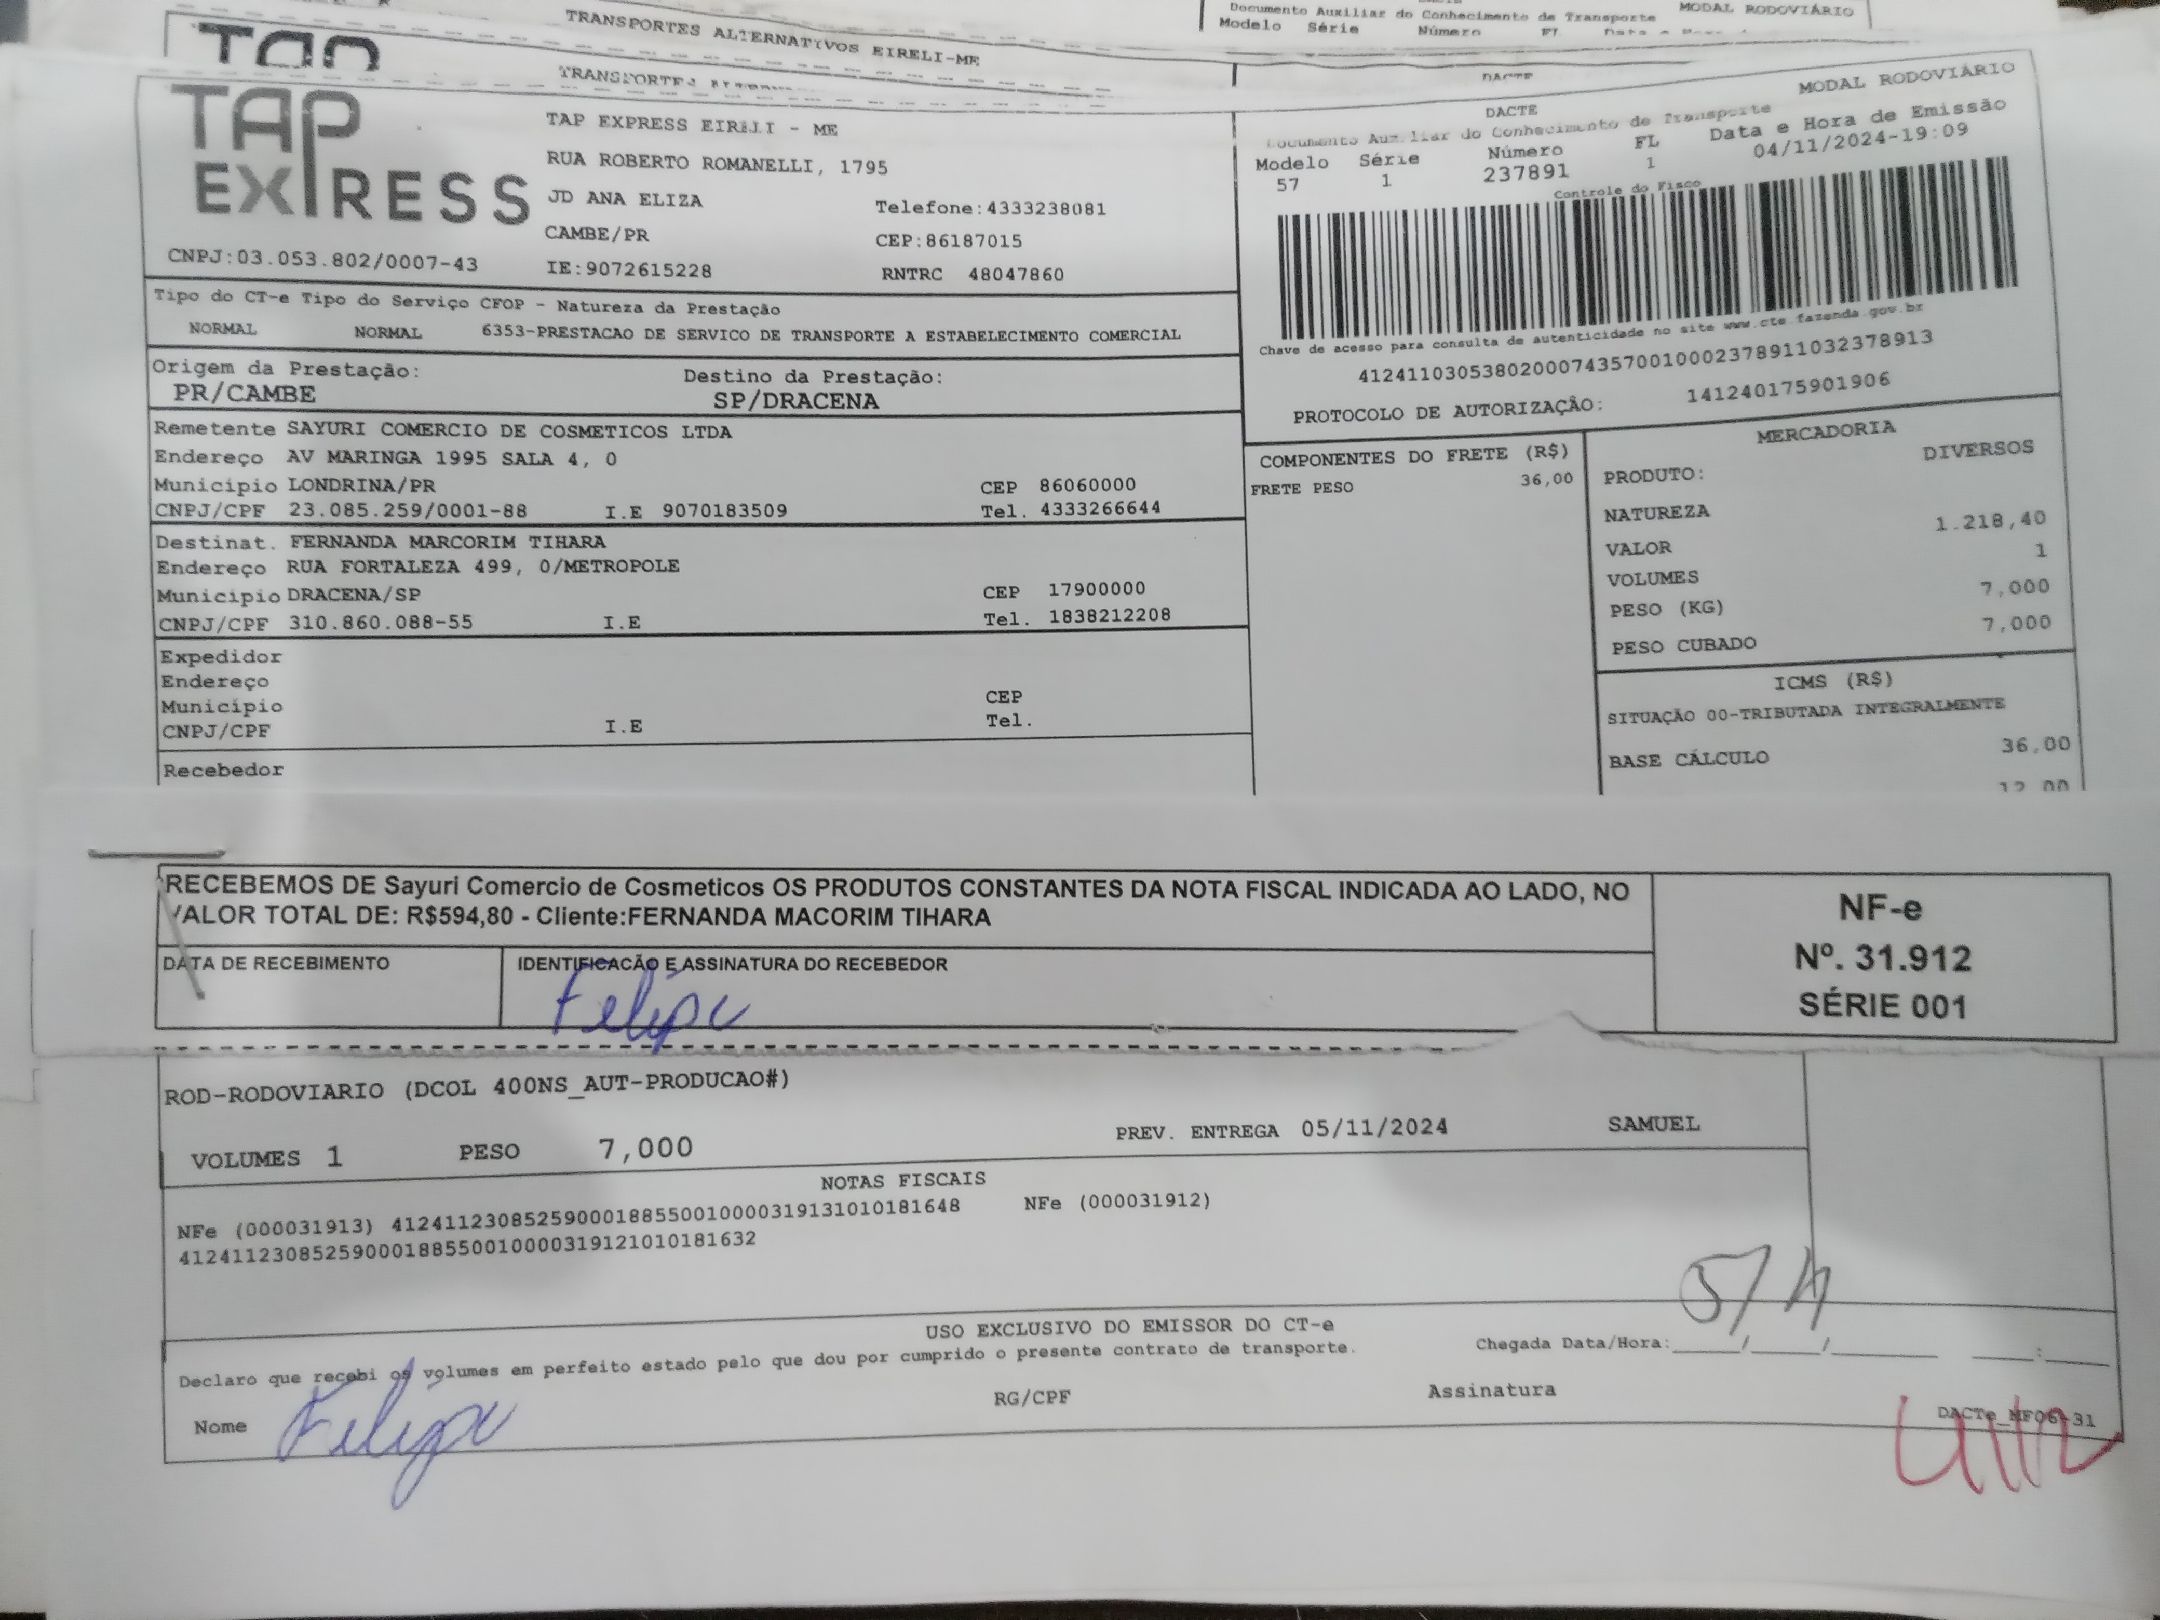 TRANSPORTES ALTERNATIVOS EIRELI-ME
Documento Auxiliar do Conhecimento de Transporte
MODAL RODOVIÁRIO
Modelo Série Número FL
TAP
TRANSPORTES
DACTE
TAP EXPRESS
TAP EXPRESS EIRELI - ME
RUA ROBERTO ROMANELLI, 1795
JD ANA ELIZA
Telefone:4333238081
CAMBE/PR
CEP:86187015
CNPJ:03.053.802/0007-43
IE:9072615228
RNTRC 48047860
DACTE
MODAL RODOVIÁRIO
Documento Auxiliar do Conhecimento de Transporte
Modelo Série Número FL Data e Hora de Emissão
57 1 237891 1 04/11/2024-19:09
Controle do Fisco
Chave de acesso para consulta de autenticidade no site www.cte.fazenda.gov.br
41241103053802000743570010002378911032378913
PROTOCOLO DE AUTORIZAÇÃO: 141240175901906
Tipo do CT-e Tipo do Serviço CFOP - Natureza da Prestação
NORMAL NORMAL 6353-PRESTACAO DE SERVICO DE TRANSPORTE A ESTABELECIMENTO COMERCIAL
Origem da Prestação: Destino da Prestação:
PR/CAMBE SP/DRACENA
Remetente SAYURI COMERCIO DE COSMETICOS LTDA
Endereço AV MARINGA 1995 SALA 4, 0
Município LONDRINA/PR CEP 86060000
CNPJ/CPF 23.085.259/0001-88 I.E 9070183509 Tel. 4333266644
Destinat. FERNANDA MARCORIM TIHARA
Endereço RUA FORTALEZA 499, 0/METROPOLE
Município DRACENA/SP CEP 17900000
CNPJ/CPF 310.860.088-55 I.E Tel. 1838212208
Expedidor
Endereço
Município CEP
CNPJ/CPF I.E Tel.
Recebedor
COMPONENTES DO FRETE (R$)
FRETE PESO 36,00
MERCADORIA
PRODUTO: DIVERSOS
NATUREZA
VALOR 1.218,40
VOLUMES 1
PESO (KG) 7,000
PESO CUBADO 7,000
ICMS (R$)
SITUAÇÃO 00-TRIBUTADA INTEGRALMENTE
BASE CÁLCULO 36,00
12,00
RECEBEMOS DE Sayuri Comercio de Cosmeticos OS PRODUTOS CONSTANTES DA NOTA FISCAL INDICADA AO LADO, NO
VALOR TOTAL DE: R$594,80 - Cliente:FERNANDA MACORIM TIHARA
DATA DE RECEBIMENTO
IDENTIFICAÇÃO E ASSINATURA DO RECEBEDOR
Felipe
NF-e
Nº. 31.912
SÉRIE 001
ROD-RODOVIARIO (DCOL 400NS_AUT-PRODUCAO#)
VOLUMES 1 PESO 7,000 PREV. ENTREGA 05/11/2024 SAMUEL
NOTAS FISCAIS
NFe (000031913) 41241123085259000188550010000319131010181648 NFe (000031912)
41241123085259000188550010000319121010181632
5/11
USO EXCLUSIVO DO EMISSOR DO CT-e
Declaro que recebi os volumes em perfeito estado pelo que dou por cumprido o presente contrato de transporte.
Chegada Data/Hora:____/____/______ ____:____
Nome Felipe RG/CPF Assinatura
DACTe_MF06-31